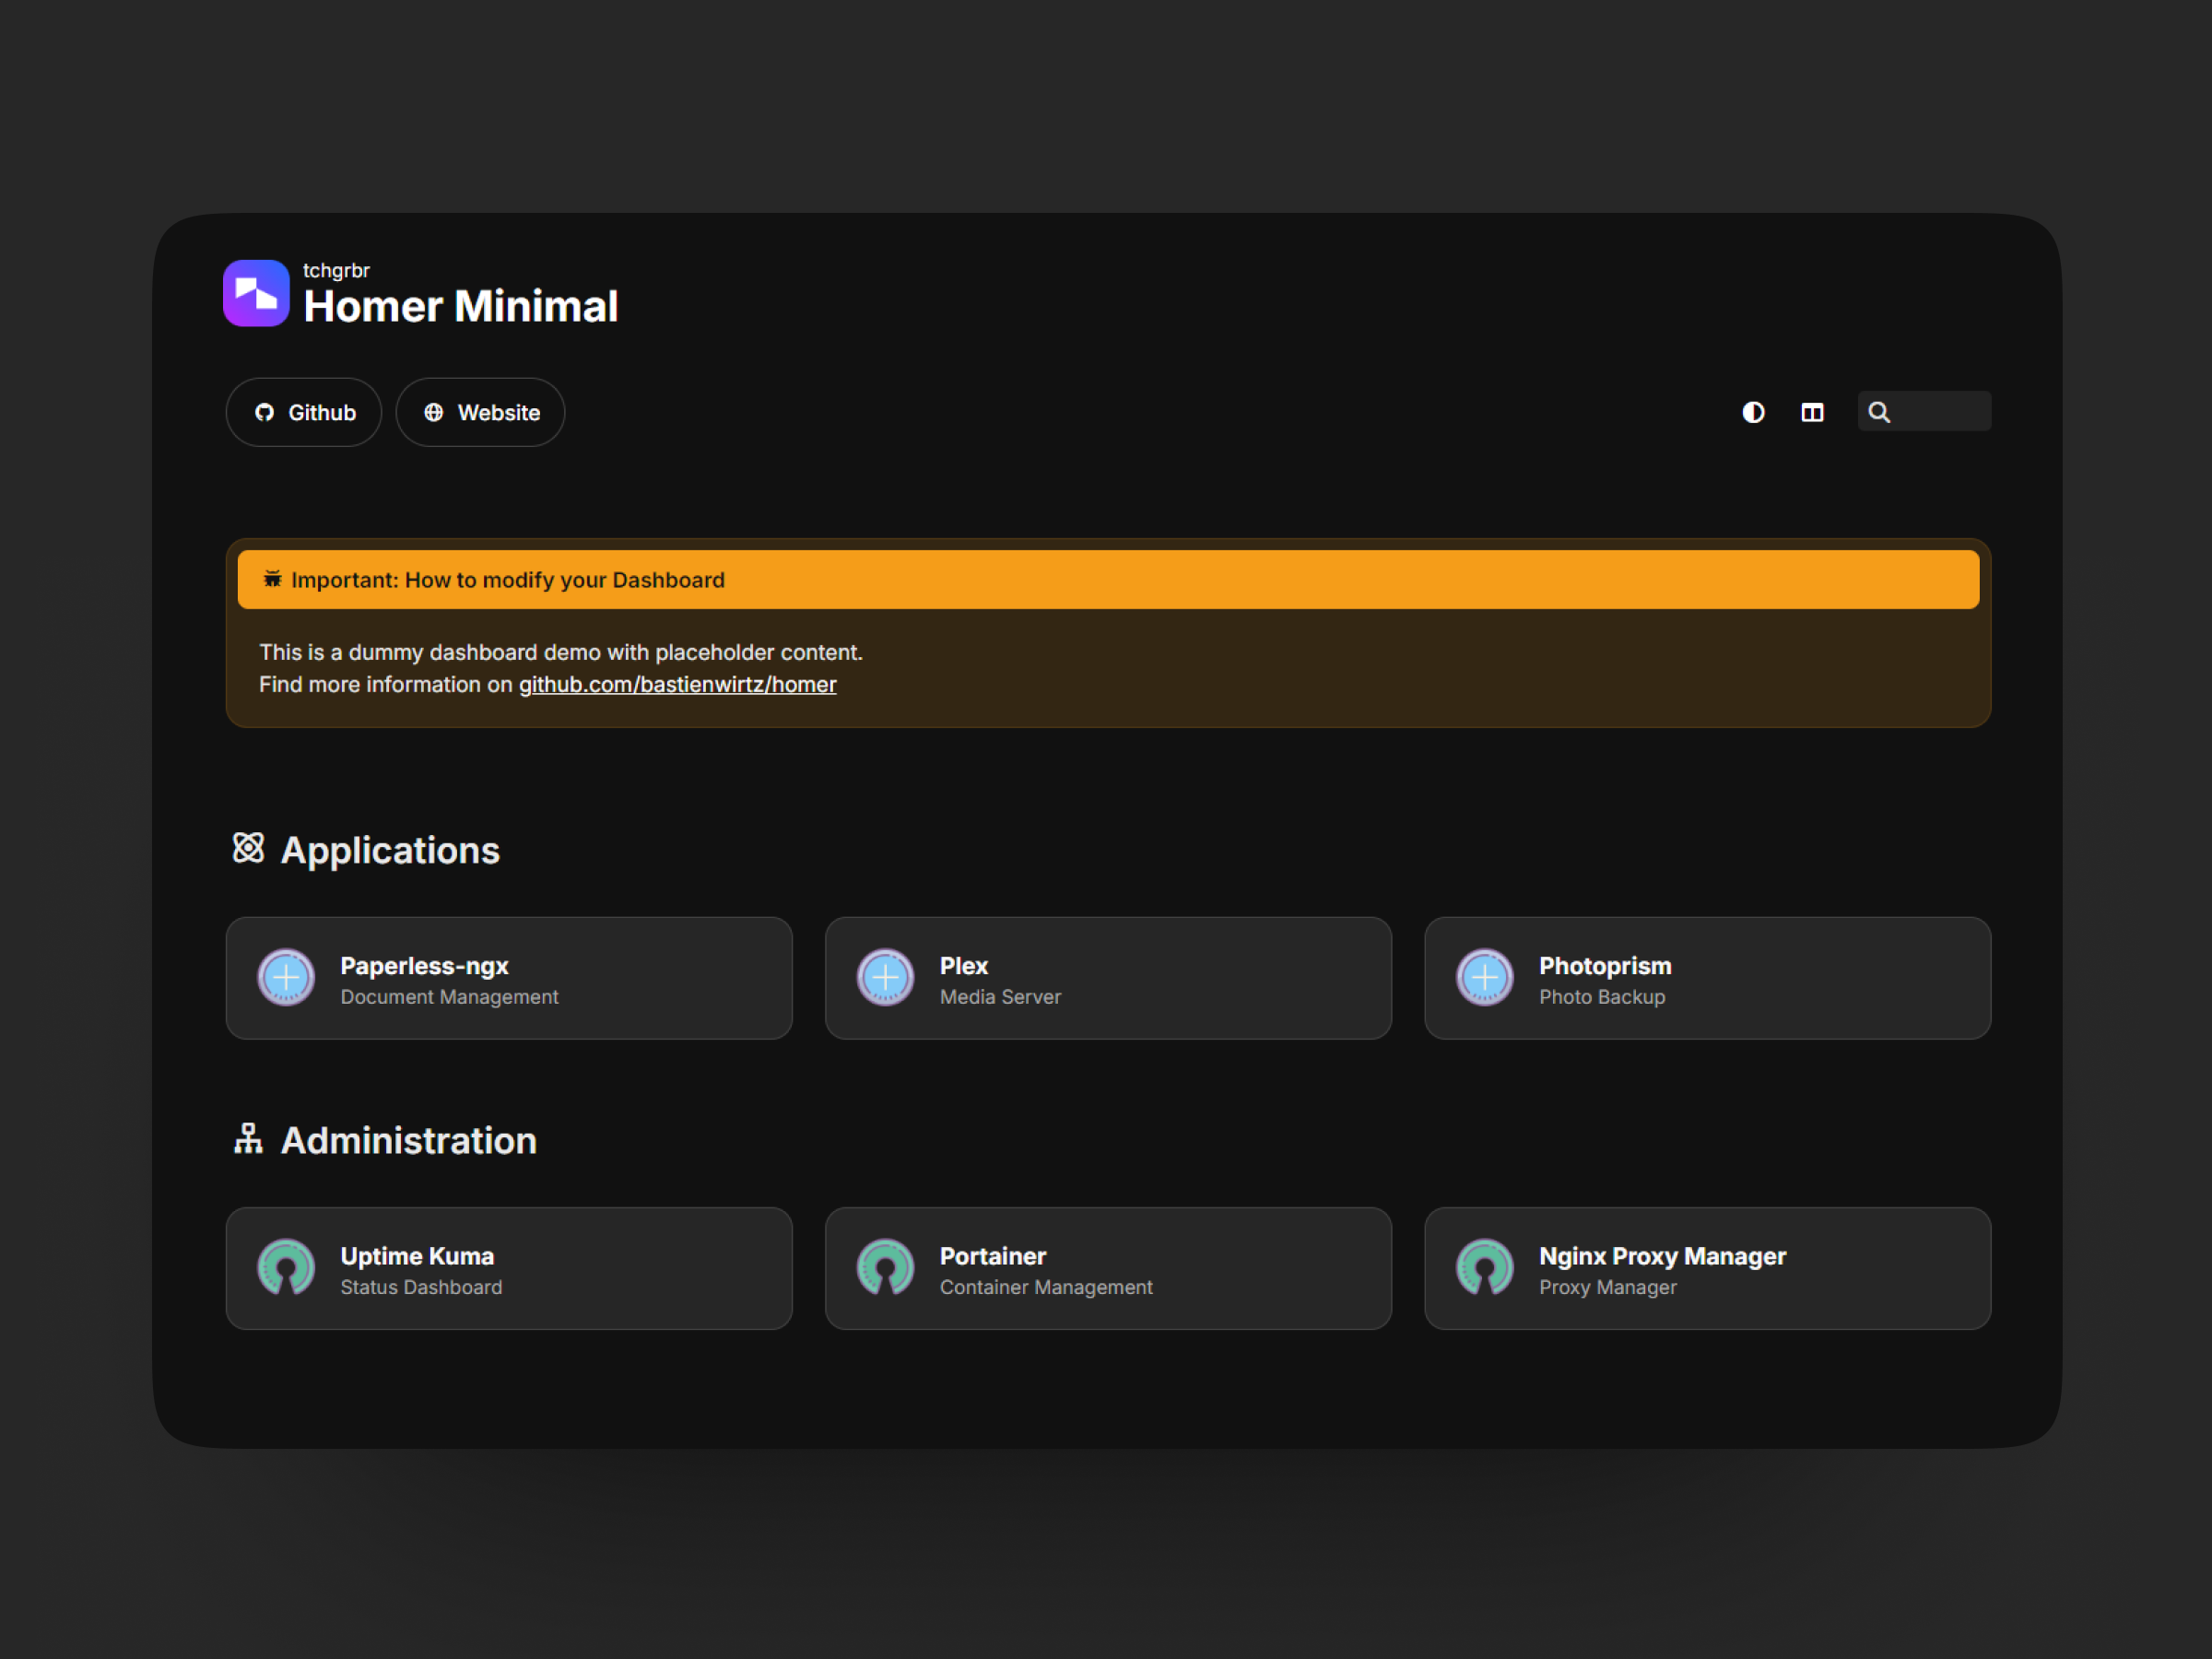 tchgrbr
Homer Minimal
Github
Website
Important: How to modify your Dashboard
This is a dummy dashboard demo with placeholder content.
Find more information on github.com/bastienwirtz/homer
Applications
Paperless-ngx
Document Management
Plex
Media Server
Photoprism
Photo Backup
Administration
Uptime Kuma
Status Dashboard
Portainer
Container Management
Nginx Proxy Manager
Proxy Manager